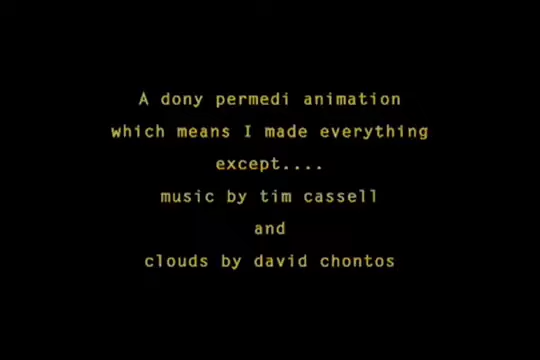 A dony permedi animation
which means I made everything
except....
music by tim cassell
and
clouds by david chontos